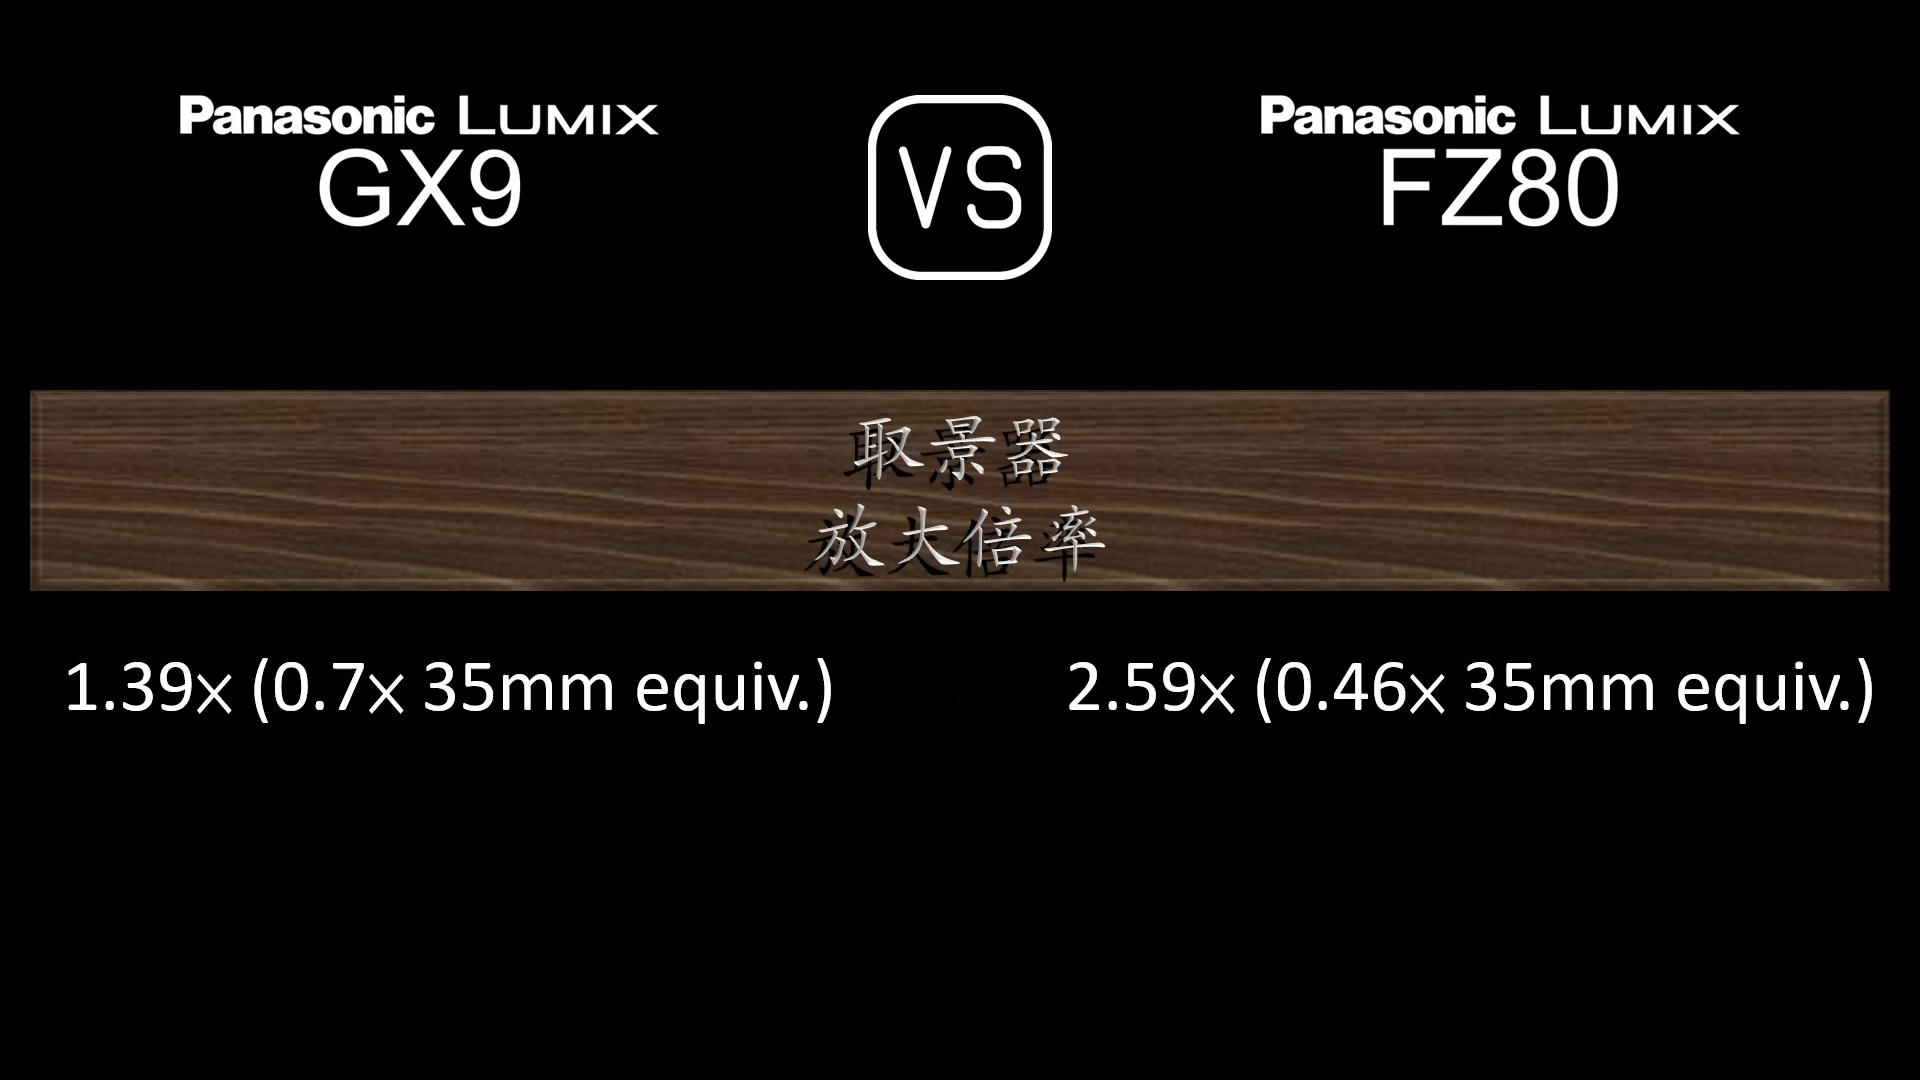 Panasonic LUMIX
GX9
VS
Panasonic LUMIX
FZ80
取景器
放大倍率
1.39x (0.7x 35mm equiv.)
2.59x (0.46x 35mm equiv.)